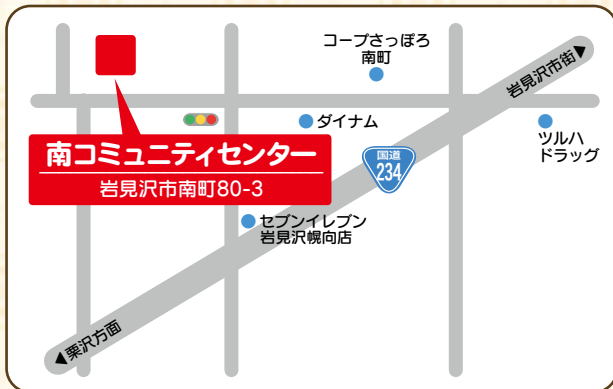 コープさっぽろ
南町
岩見沢市街▶
ダイナム
ツルハ
ドラッグ
南コミュニティセンター
岩見沢市南町80-3
国道
234
セブンイレブン
岩見沢幌向店
◀栗沢方面